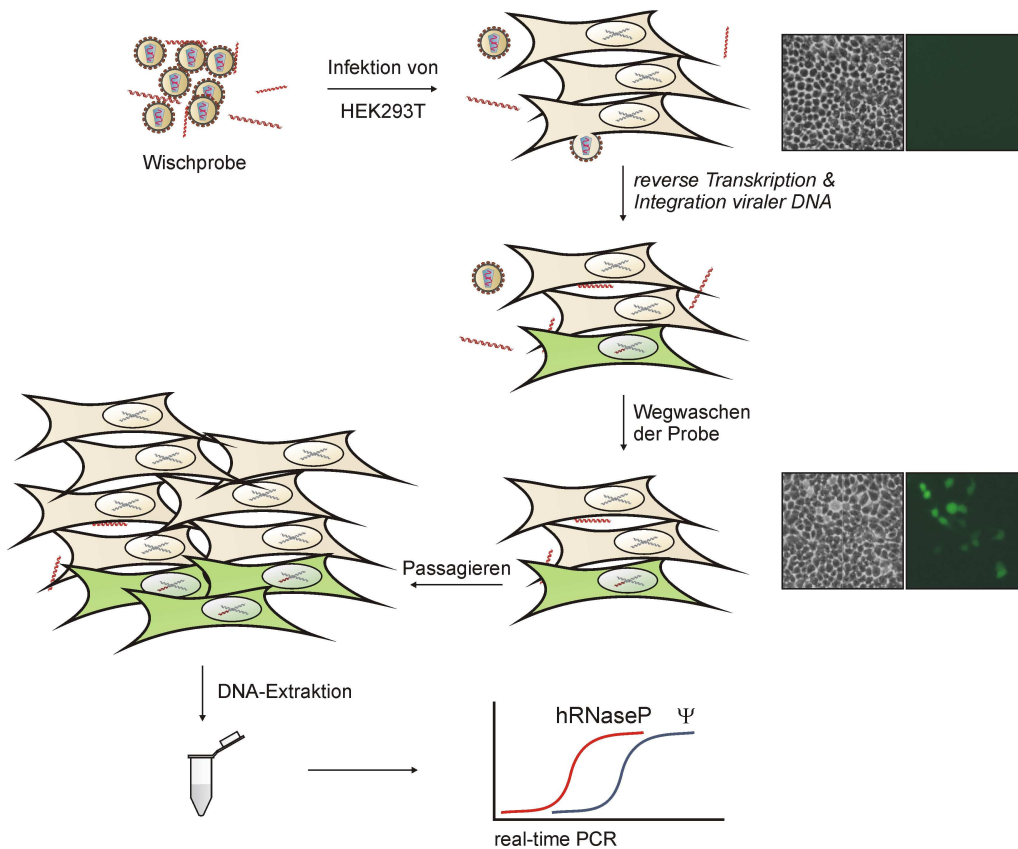 Wischprobe
Infektion von
HEK293T
reverse Transkription &
Integration viraler DNA
Wegwaschen
der Probe
Passagieren
DNA-Extraktion
hRNaseP
Ψ
real-time PCR